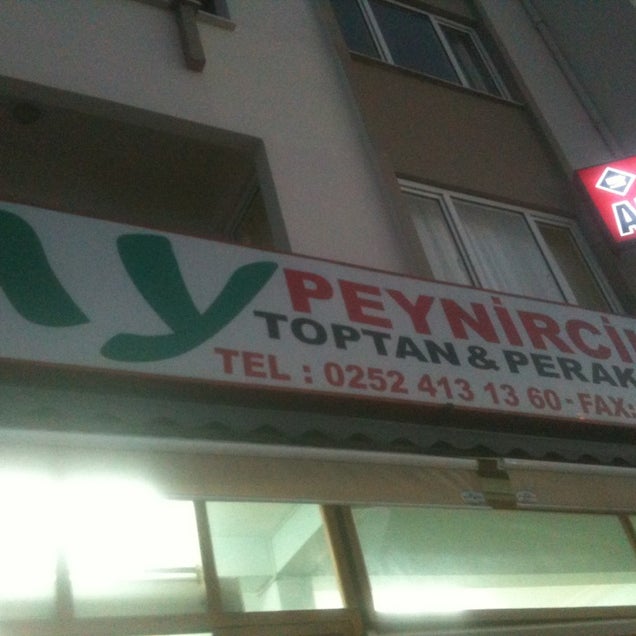 PEYNİRCİ
TOPTAN & PERAK
TEL : 0252 413 13 60 - FAX: